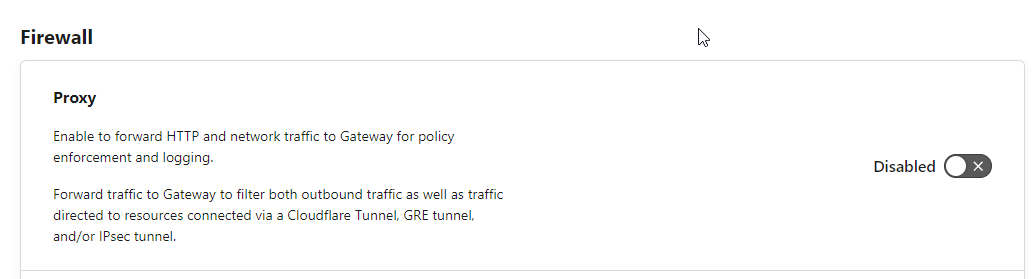 Firewall
Proxy
Enable to forward HTTP and network traffic to Gateway for policy
enforcement and logging.
Disabled
Forward traffic to Gateway to filter both outbound traffic as well as traffic
directed to resources connected via a Cloudflare Tunnel, GRE tunnel,
and/or IPsec tunnel.